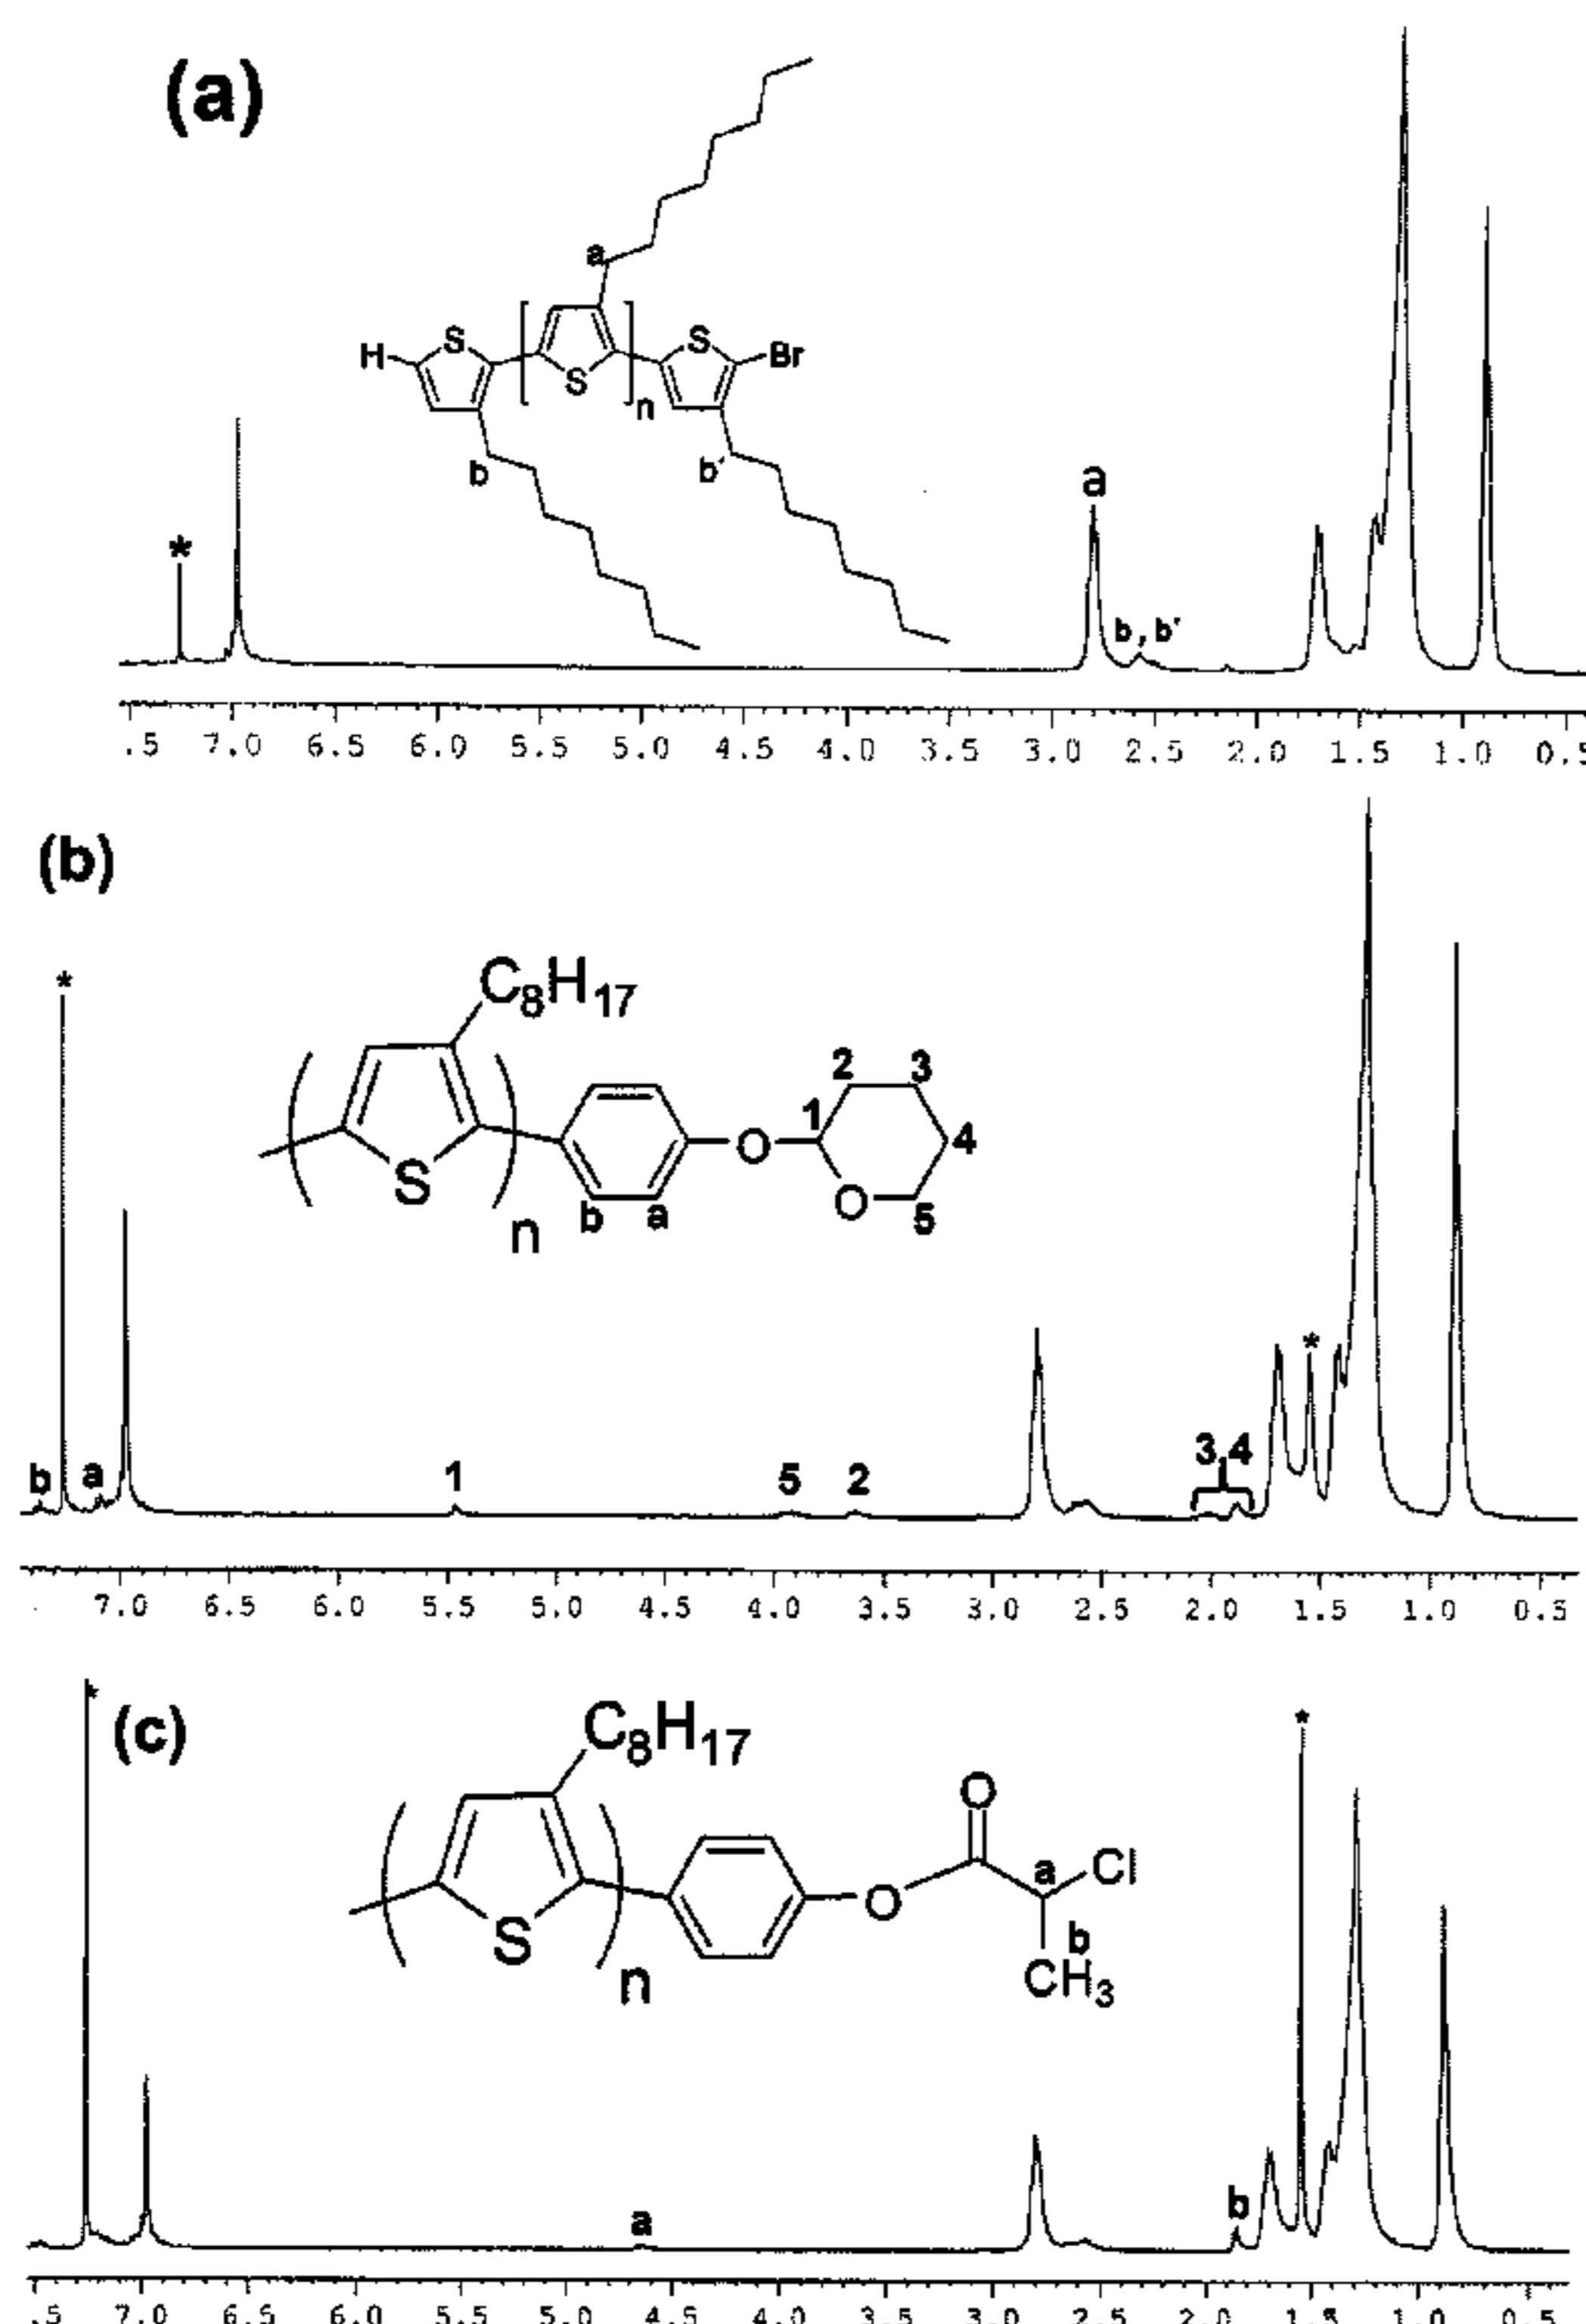 (a)
a
H S S S Br
n
b b'
a
*
b, b'
.5 7.0 6.5 6.0 5.5 5.0 4.5 4.0 3.5 3.0 2.5 2.0 1.5 1.0 0.5
(b)
*
C8H17
2 3
1
4
S O O
b a 5
n
*
3,4
b a 1 5 2
7.0 6.5 6.0 5.5 5.0 4.5 4.0 3.5 3.0 2.5 2.0 1.5 1.0 0.5
*
(c)
*
C8H17
O
a Cl
O
S b
n CH3
b
a
.5 7.0 6.5 6.0 5.5 5.0 4.5 4.0 3.5 3.0 2.5 2.0 1.5 1.0 0.5